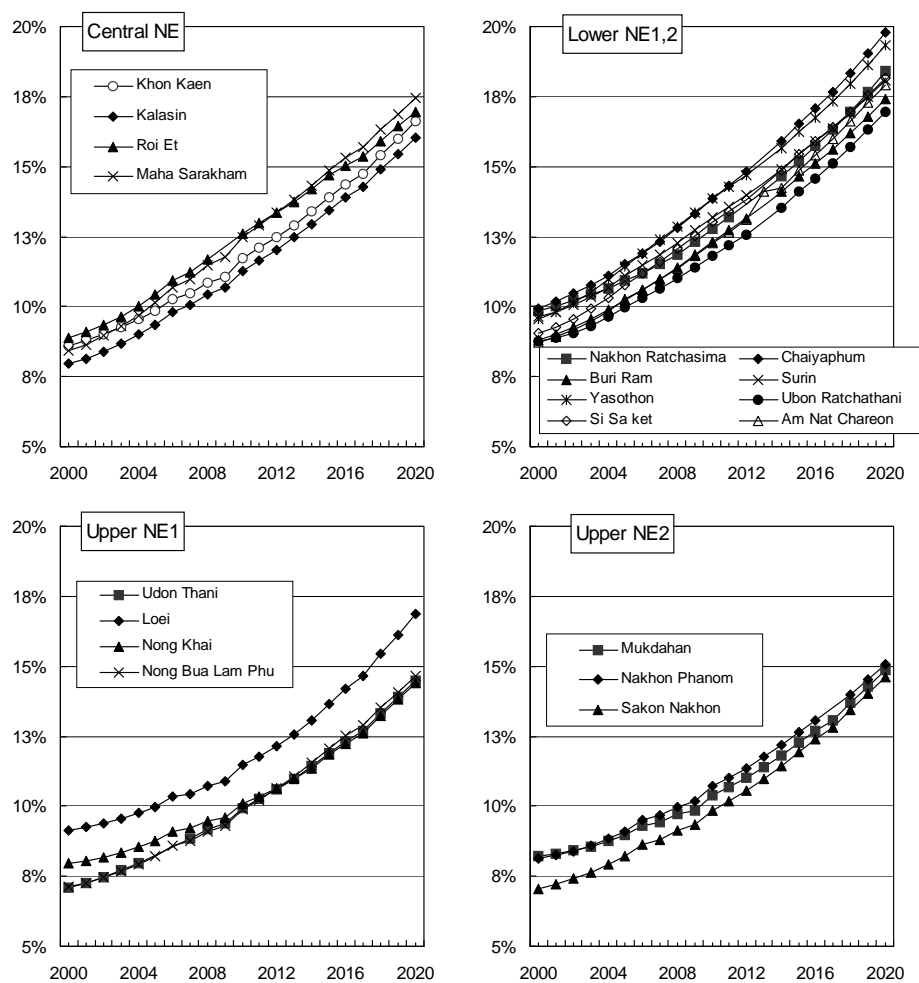 Central NE
20%
18%
15%
13%
10%
8%
5%
Khon Kaen
Kalasin
Roi Et
Maha Sarakham
2000 2004 2008 2012 2016 2020
Lower NE1,2
20%
18%
15%
13%
10%
8%
5%
Nakhon Ratchasima Chaiyaphum
Buri Ram Surin
Yasothon Ubon Ratchathani
Si Sa ket Am Nat Chareon
2000 2004 2008 2012 2016 2020
Upper NE1
20%
18%
15%
13%
10%
8%
5%
Udon Thani
Loei
Nong Khai
Nong Bua Lam Phu
2000 2004 2008 2012 2016 2020
Upper NE2
20%
18%
15%
13%
10%
8%
5%
Mukdahan
Nakhon Phanom
Sakon Nakhon
2000 2004 2008 2012 2016 2020